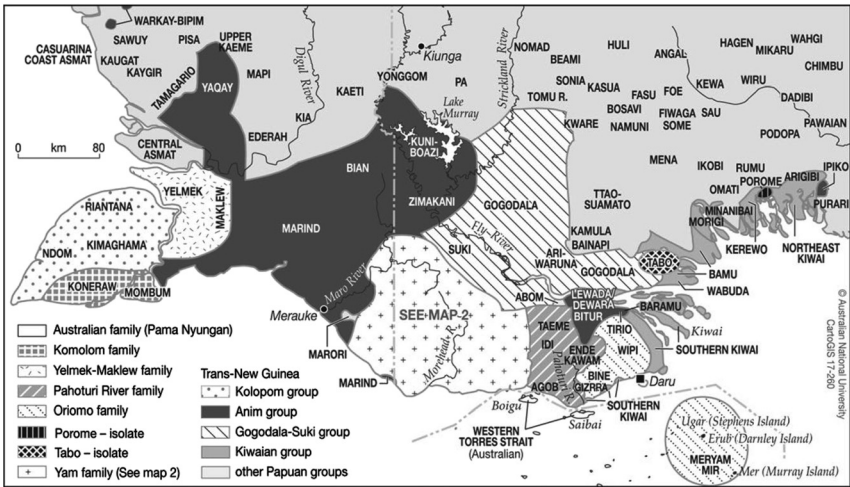 WARKAY-BIPIM
SAWUY
PISA
UPPER
KAEME
CASUARINA
COAST ASMAT
KAUGAT
KAYGIR
TAMAGARIO
YAQAY
MAPI
Digul River
KAETI
KIA
EDERAH
CENTRAL
ASMAT
0 km 80
Kiunga
YONGGOM
PA
Lake
Murray
Strickland River
NOMAD
BEAMI
HULI
ANGAL
HAGEN
MIKARU
WAHGI
CHIMBU
SONIA
TOMU R.
KASUA
FASU
FOE
KEWA
WIRU
DADIBI
BOSAVI
KWARE
NAMUNI
FIWAGA
SOME
SAU
PAWAIAN
PODOPA
MENA
IKOBI
RUMU
POROME
ARIGIBI
IPIKO
OMATI
PURARI
MINANIBAI
MORIGI
KEREWO
NORTHEAST
KIWAI
TTAO-
SUAMATO
KAMULA
BAINAPI
KUNI-
BOAZI
BIAN
ZIMAKANI
GOGODALA
YELMEK
MAKLEW
RIANTANA
KIMAGHAMA
NDOM
KONERAW
MOMBUM
MARIND
Maro River
Merauke
MARORI
MARIND
SUKI
Fly River
ARI-
WARUNA
GOGODALA
TABO
BAMU
WABUDA
SEE MAP 2
Morehead R.
ABOM
LEWADA/
DEWARA
BITUR
BARAMU
TAEME
IDI
TIRIO
Kiwai
ENDE
KAWAM
WIPI
SOUTHERN KIWAI
Pahoturi R.
BINE
GIZRRA
AGOB
Daru
Boigu
SOUTHERN
KIWAI
Saibai
WESTERN
TORRES STRAIT
(Australian)
Ugar (Stephens Island)
Erub (Darnley Island)
MERYAM
MIR
Mer (Murray Island)
Australian family (Pama Nyungan)
Komolom family
Yelmek-Maklew family
Pahoturi River family
Oriomo family
Porome – isolate
Tabo – isolate
Yam family (See map 2)
Trans-New Guinea
Kolopom group
Anim group
Gogodala-Suki group
Kiwaian group
other Papuan groups
© Australian National University
CartoGIS 17-260